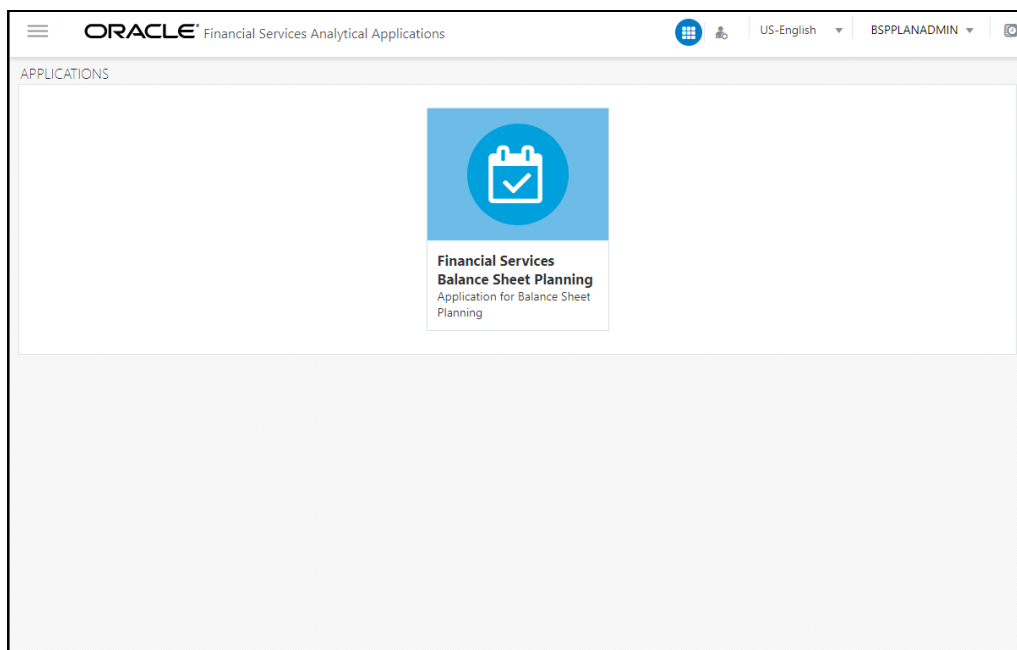 ORACLE® Financial Services Analytical Applications
US-English
BSPPLANADMIN
APPLICATIONS
Financial Services
Balance Sheet Planning
Application for Balance Sheet
Planning